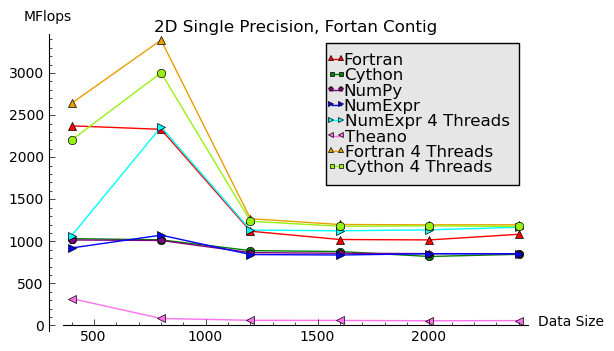 MFlops
2D Single Precision, Fortan Contig
Fortran
Cython
NumPy
NumExpr
NumExpr 4 Threads
Theano
Fortran 4 Threads
Cython 4 Threads
3000
2500
2000
1500
1000
500
0
500 1000 1500 2000
Data Size